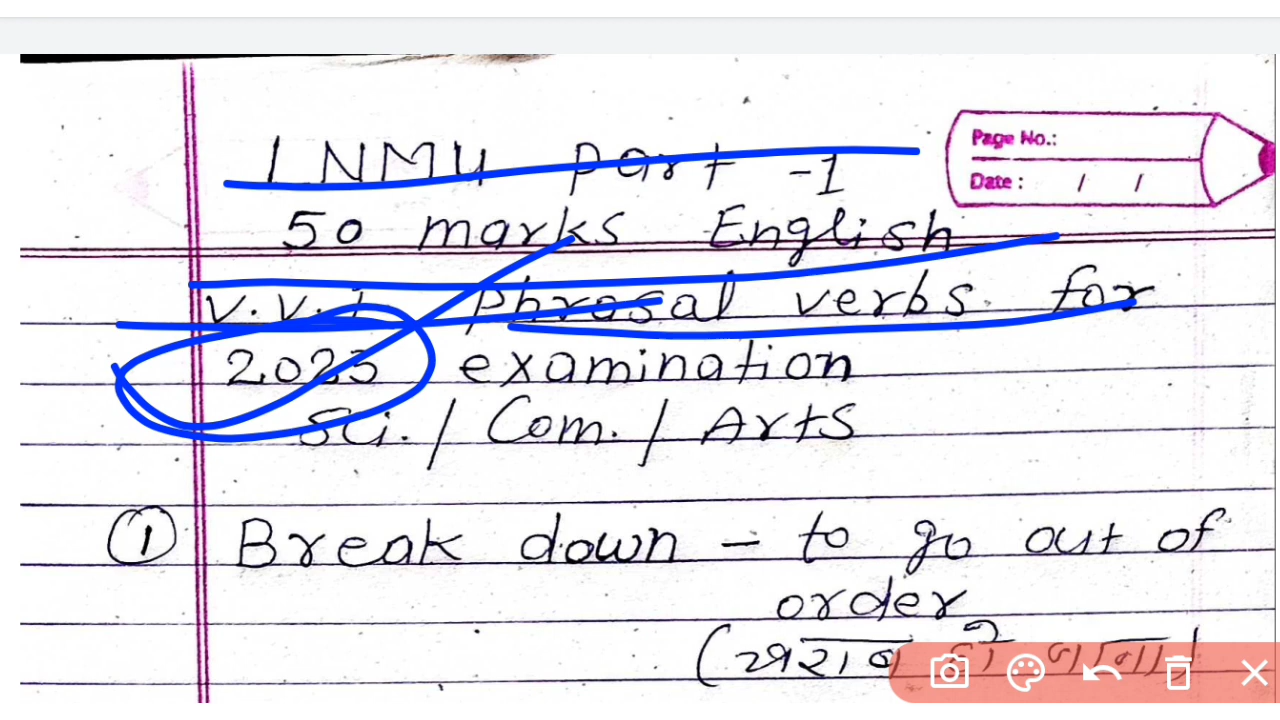 LNMU Part -1
Page No.:
Date : / /
50 marks English
V.V.I Phrasal verbs for
2023 examination
Sci. / Com. / Arts
① Break down - to go out of
order
(खराब हो जाना)